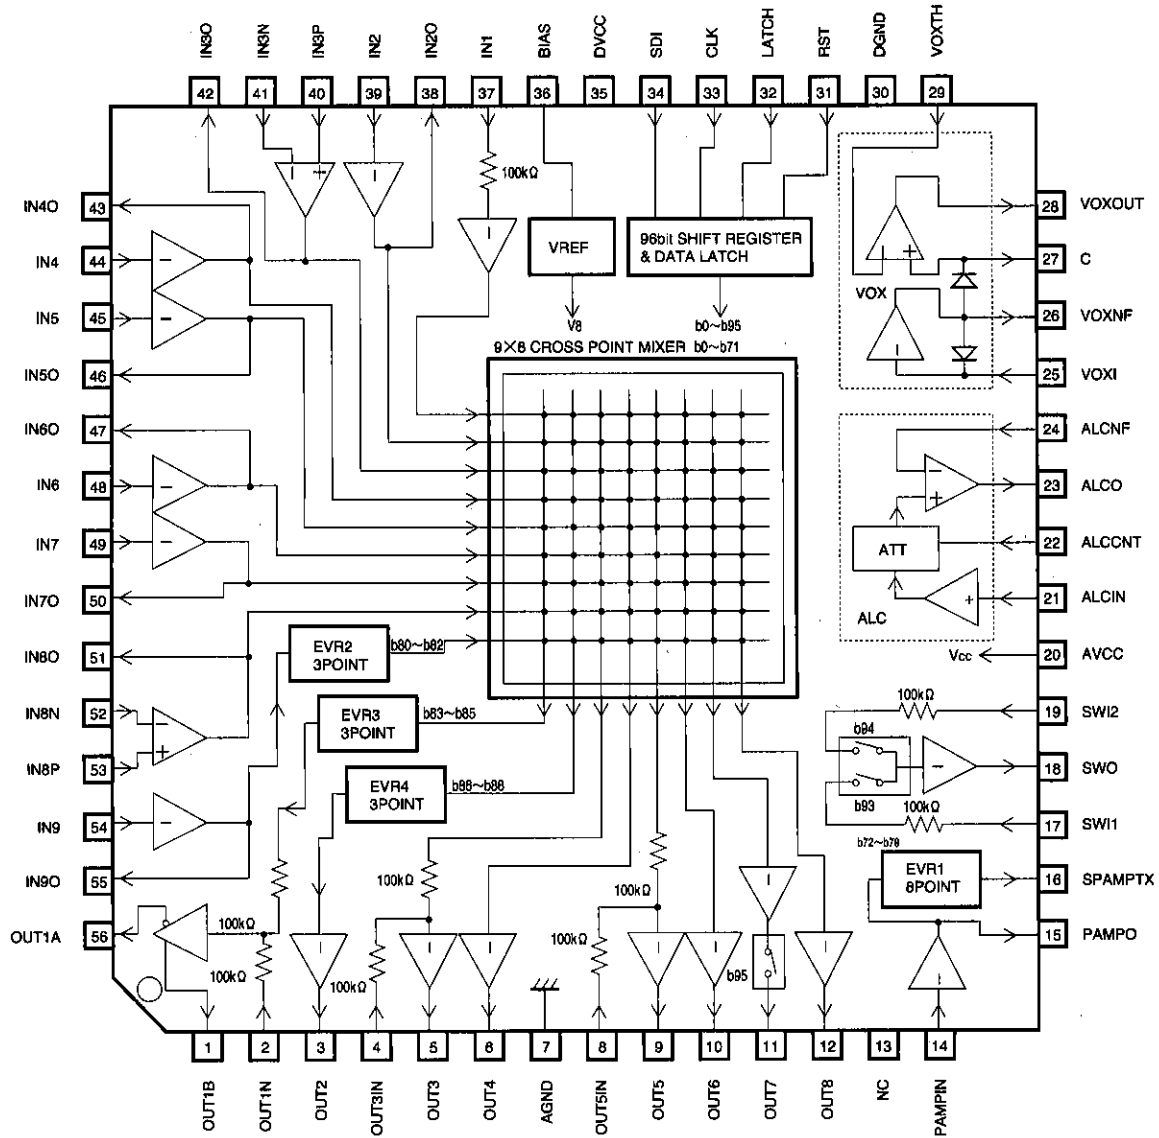 IN3O
IN3N
IN3P
IN2
IN2O
IN1
BIAS
DVCC
SDI
CLK
LATCH
RST
DGND
VOXTH
42
41
40
39
38
37
36
35
34
33
32
31
30
29
100kΩ
IN4O 43
IN4 44
IN5 45
IN5O 46
IN6O 47
IN6 48
IN7 49
IN7O 50
IN8O 51
IN8N 52
IN8P 53
IN9 54
IN9O 55
OUT1A 56
VREF
V8
96bit SHIFT REGISTER
& DATA LATCH
b0~b95
9×8 CROSS POINT MIXER b0~b71
VOX
28 VOXOUT
27 C
26 VOXNF
25 VOXI
24 ALCNF
23 ALCO
ATT
22 ALCCNT
21 ALCIN
ALC
Vcc
20 AVCC
100kΩ
19 SWI2
b94
18 SWO
b93
100kΩ
17 SWI1
b72~b79
EVR1
8POINT
16 SPAMPTX
15 PAMPO
EVR2
3POINT
b80~b82
EVR3
3POINT
b83~b85
EVR4
3POINT
b86~b88
100kΩ
100kΩ
100kΩ
100kΩ
100kΩ
100kΩ
100kΩ
b95
1
2
3
4
5
6
7
8
9
10
11
12
13
14
OUT1B
OUT1N
OUT2
OUT3IN
OUT3
OUT4
AGND
OUT5IN
OUT5
OUT6
OUT7
OUT8
NC
PAMPIN